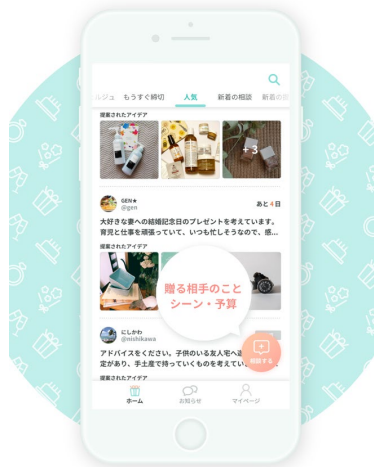 ルジュ もうすぐ締切 人気 新着の相談 新着の
提案されたアイデア
+3
GEN★
@gen
あと4日
大好きな妻への結婚記念日のプレゼントを考えています。
育児と仕事を頑張っていて、いつも忙しそうなので、感...
提案されたアイデア
贈る相手のこと
シーン・予算
にしかわ
@nishikawa
アドバイスをください。子供のいる友人宅へ
定があり、手土産で持っていくものを考えてい
相談する
提案されたアイデア
ホーム お知らせ マイページ